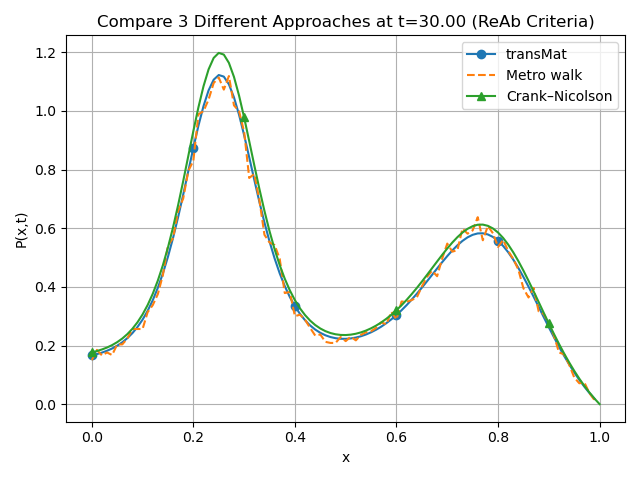 Compare 3 Different Approaches at t=30.00 (ReAb Criteria)
transMat
Metro walk
Crank–Nicolson
P(x,t)
1.2
1.0
0.8
0.6
0.4
0.2
0.0
0.0 0.2 0.4 0.6 0.8 1.0
x